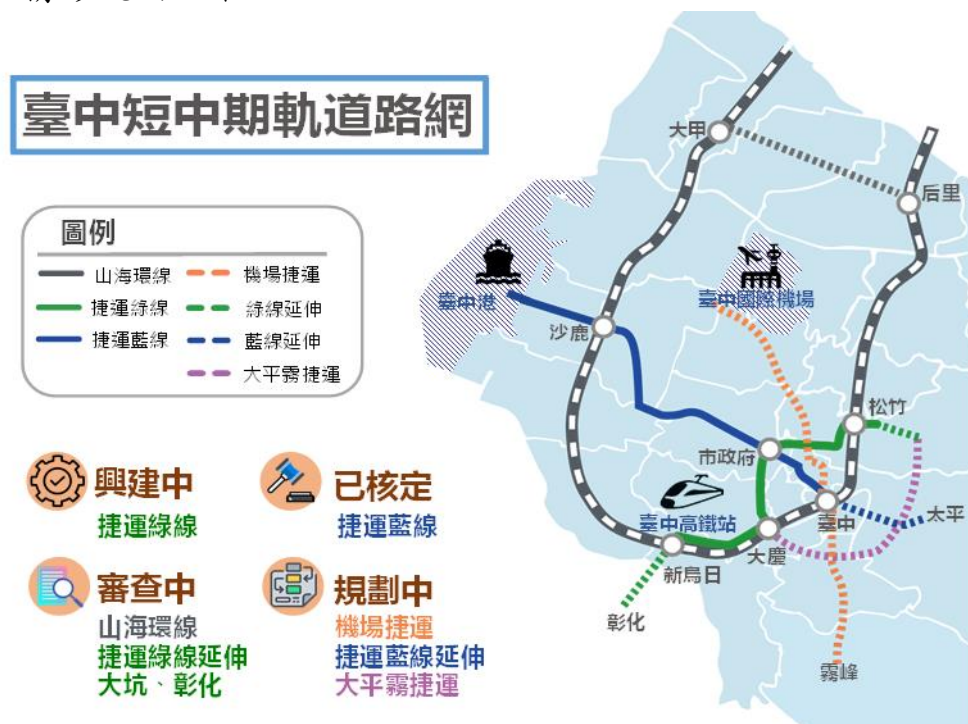 臺中短中期軌道路網
圖例
山海環線
機場捷運
捷運綠線
綠線延伸
捷運藍線
藍線延伸
大平霧捷運
興建中
捷運綠線
已核定
捷運藍線
審查中
山海環線
捷運綠線延伸
大坑、彰化
規劃中
機場捷運
捷運藍線延伸
大平霧捷運
大甲
后里
臺中港
臺中國際機場
沙鹿
松竹
市政府
臺中高鐵站
臺中
太平
大慶
新烏日
彰化
霧峰